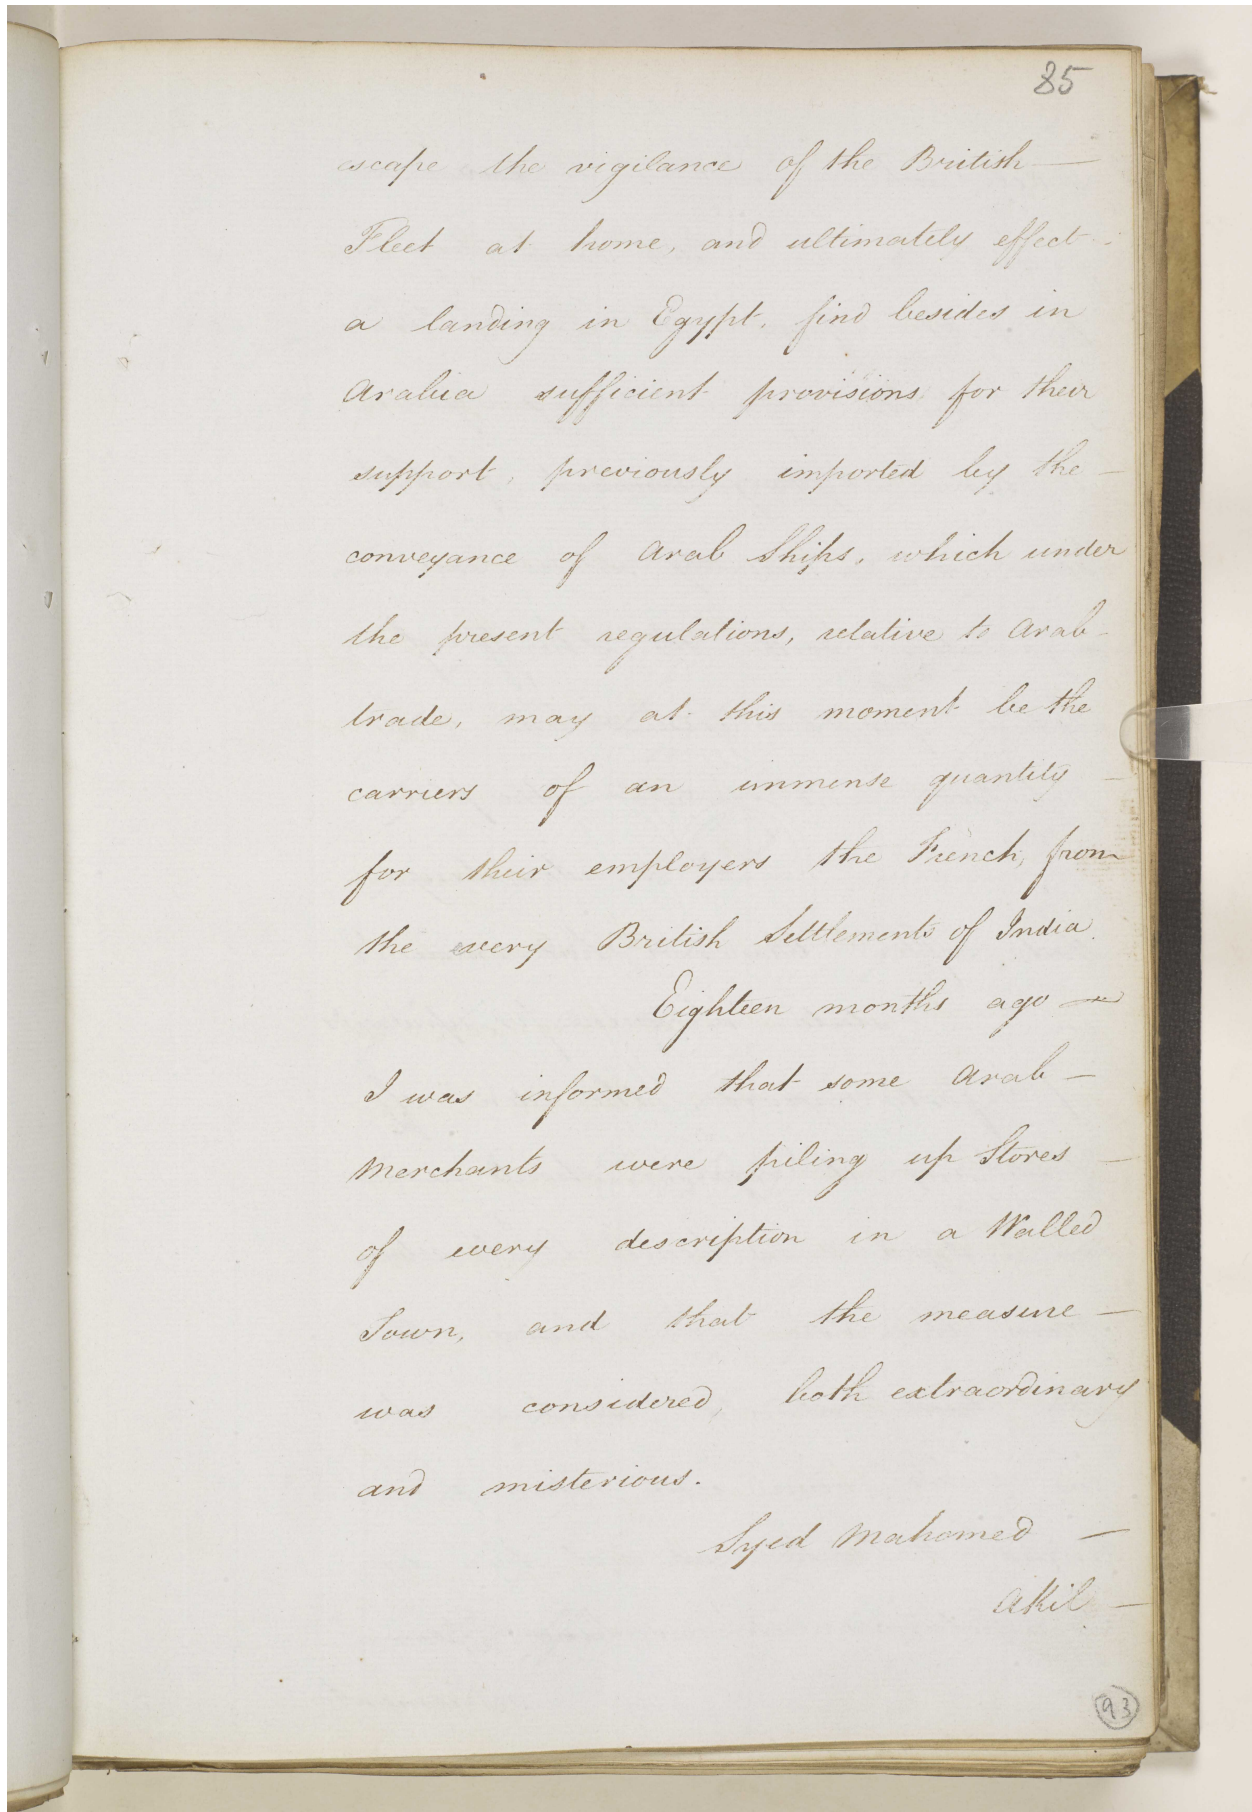 85
escape the vigilance of the British —
Fleet at home, and ultimately effect -
a landing in Egypt, find besides in
Arabia sufficient provisions for their
support, previously imported by the —
conveyance of Arab Ships, which under
the present regulations, relative to Arab -
trade, may at this moment be the
carriers of an immense quantity —
for their employers the French, from
the every British Settlements of India.
Eighteen months ago —
I was informed that some Arab —
Merchants were piling up Stores —
of every description in a Walled
Town, and that the measure —
was considered, both extraordinary
and misterious.
Syed Mahomed —
Akil —
93